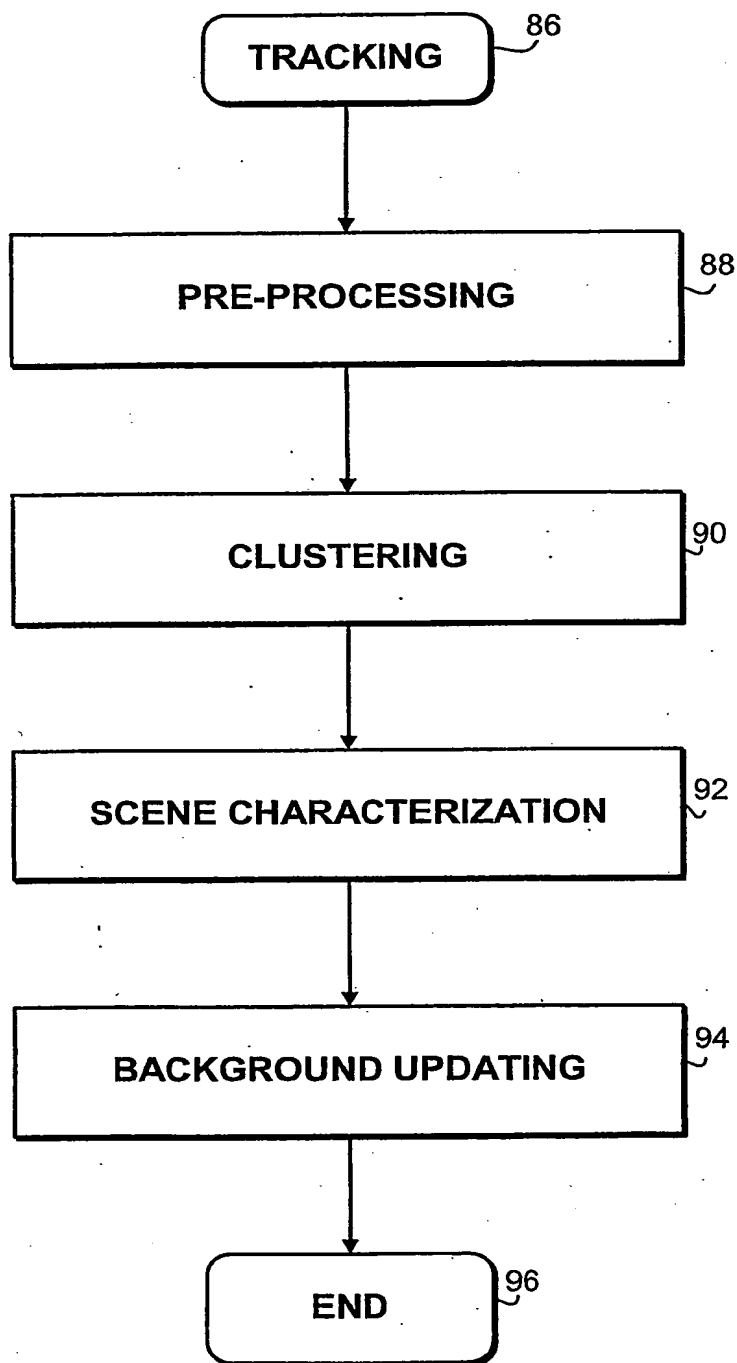 TRACKING
86
PRE-PROCESSING
88
CLUSTERING
90
SCENE CHARACTERIZATION
92
BACKGROUND UPDATING
94
END
96